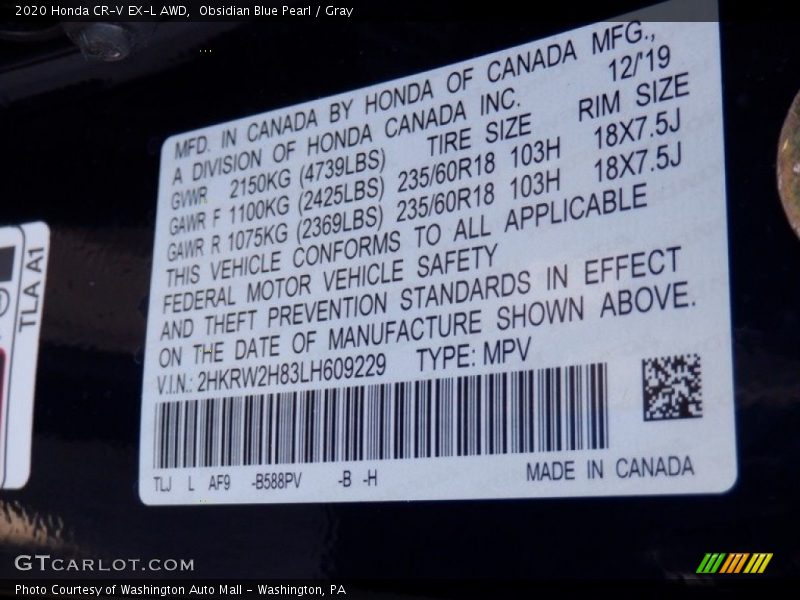 2020 Honda CR-V EX-L AWD,  Obsidian Blue Pearl / Gray
MFD. IN CANADA BY HONDA OF CANADA MFG.,
A DIVISION OF HONDA CANADA INC. 12/'19
GVWR 2150KG (4739LBS) TIRE SIZE RIM SIZE
GAWR F 1100KG (2425LBS) 235/60R18 103H 18X7.5J
GAWR R 1075KG (2369LBS) 235/60R18 103H 18X7.5J
THIS VEHICLE CONFORMS TO ALL APPLICABLE
FEDERAL MOTOR VEHICLE SAFETY
AND THEFT PREVENTION STANDARDS IN EFFECT
ON THE DATE OF MANUFACTURE SHOWN ABOVE.
V.I.N.: 2HKRW2H83LH609229 TYPE: MPV
TLJ L AF9 -B588PV -B -H MADE IN CANADA
TLA A1
GTCARLOT.COM
Photo Courtesy of Washington Auto Mall - Washington, PA